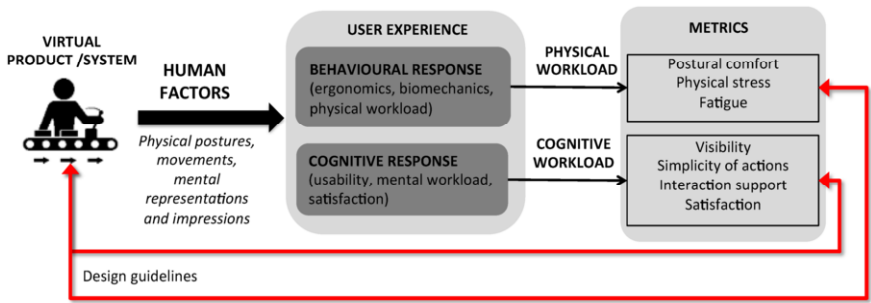 VIRTUAL
PRODUCT /SYSTEM
HUMAN
FACTORS
Physical postures,
movements,
mental
representations
and impressions
USER EXPERIENCE
BEHAVIOURAL RESPONSE
(ergonomics, biomechanics,
physical workload)
COGNITIVE RESPONSE
(usability, mental workload,
satisfaction)
PHYSICAL
WORKLOAD
COGNITIVE
WORKLOAD
METRICS
Postural comfort
Physical stress
Fatigue
Visibility
Simplicity of actions
Interaction support
Satisfaction
Design guidelines